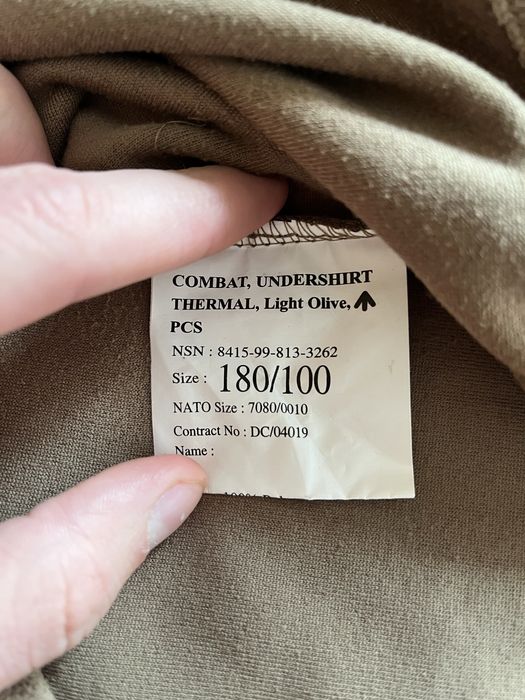 COMBAT, UNDERSHIRT
THERMAL, Light Olive,
PCS
NSN : 8415-99-813-3262
Size : 180/100
NATO Size : 7080/0010
Contract No : DC/04019
Name :